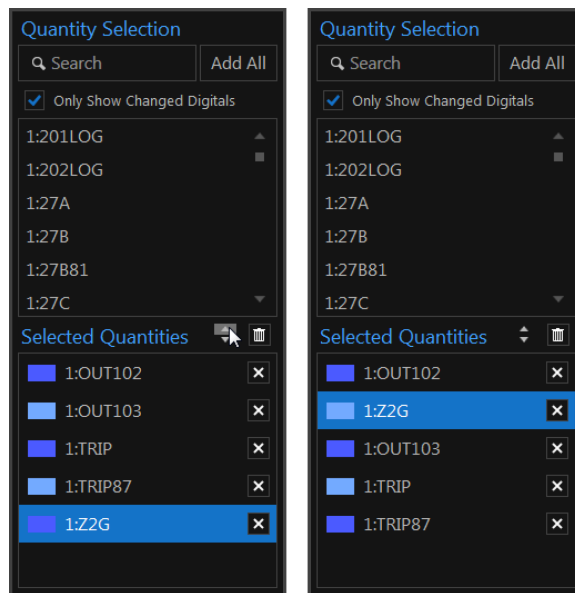 Quantity Selection
Search Add All
Only Show Changed Digitals
1:201LOG
1:202LOG
1:27A
1:27B
1:27B81
1:27C
Selected Quantities
1:OUT102
1:OUT103
1:TRIP
1:TRIP87
1:Z2G
Quantity Selection
Search Add All
Only Show Changed Digitals
1:201LOG
1:202LOG
1:27A
1:27B
1:27B81
1:27C
Selected Quantities
1:OUT102
1:Z2G
1:OUT103
1:TRIP
1:TRIP87